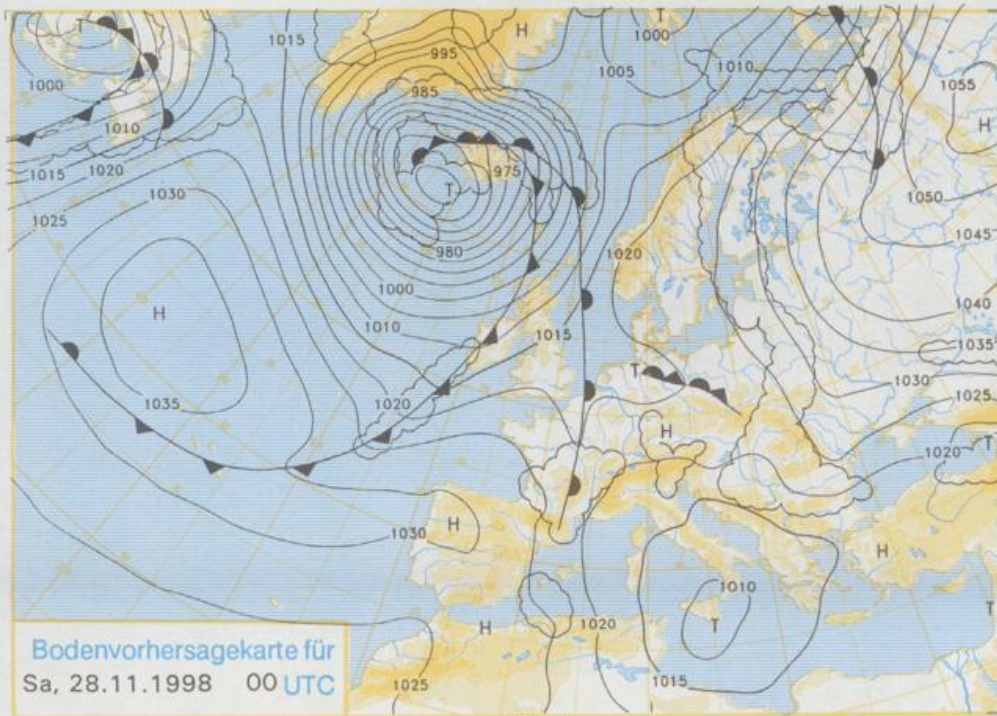 T 1015 995 H 1000 1005 1010 1055
1000 985 H
1010
1015 1020 975
1030 T 1050
1025 980 1020 1045
H 1000 1040
1010 1015 1035
1035 1020 T 1030 1025
H 1020 T
1030 H H
1010
H 1020 T T
1025 1015
Bodenvorhersagekarte für
Sa, 28.11.1998 00 UTC